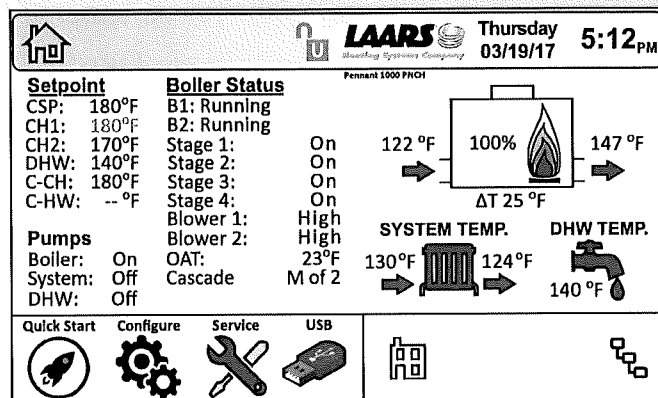 LAARS
Heating Systems Company
Thursday
03/19/17
5:12 PM
Pennant 1000 PNCH
Setpoint
CSP: 180°F
CH1: 180°F
CH2: 170°F
DHW: 140°F
C-CH: 180°F
C-HW: -- °F
Pumps
Boiler: On
System: Off
DHW: Off
Boiler Status
B1: Running
B2: Running
Stage 1: On
Stage 2: On
Stage 3: On
Stage 4: On
Blower 1: High
Blower 2: High
OAT: 23°F
Cascade M of 2
122 °F
100%
147 °F
ΔT 25 °F
SYSTEM TEMP.
130°F
124°F
DHW TEMP.
140 °F
Quick Start
Configure
Service
USB